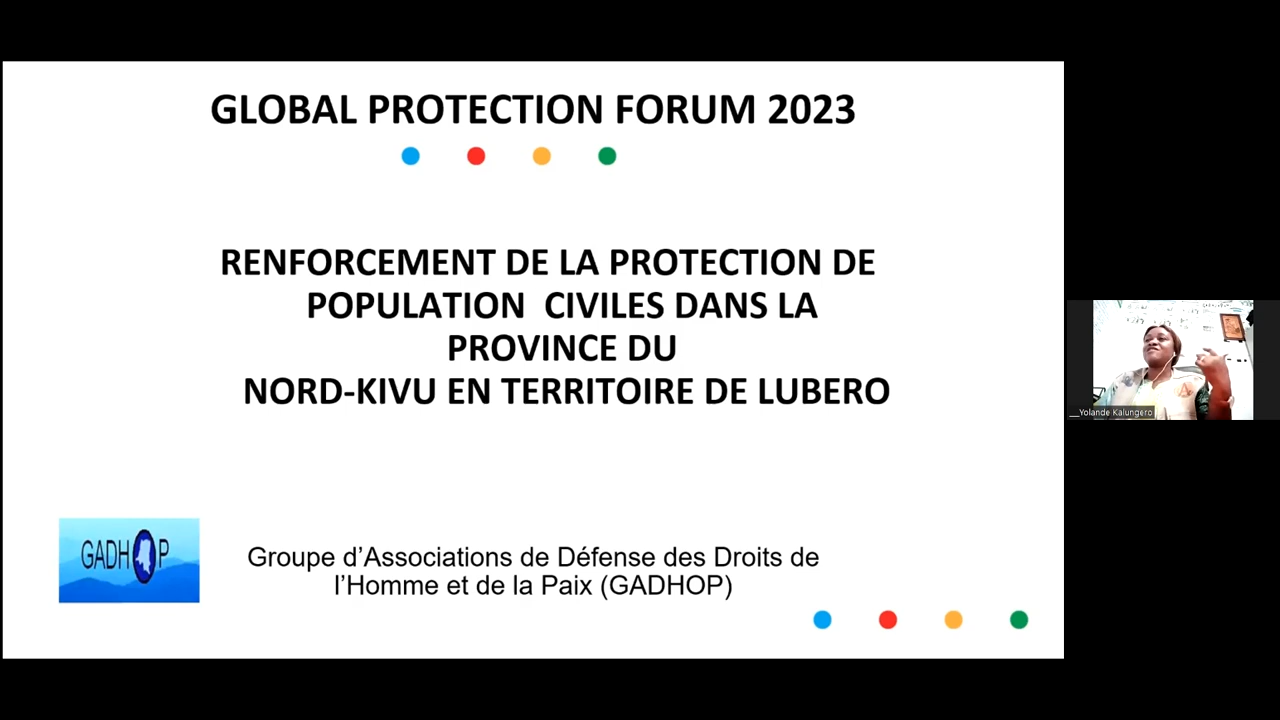 GLOBAL PROTECTION FORUM 2023
RENFORCEMENT DE LA PROTECTION DE
POPULATION CIVILES DANS LA
PROVINCE DU
NORD-KIVU EN TERRITOIRE DE LUBERO
GADHOP
Groupe d’Associations de Défense des Droits de
l’Homme et de la Paix (GADHOP)
__Yolande Kalungero